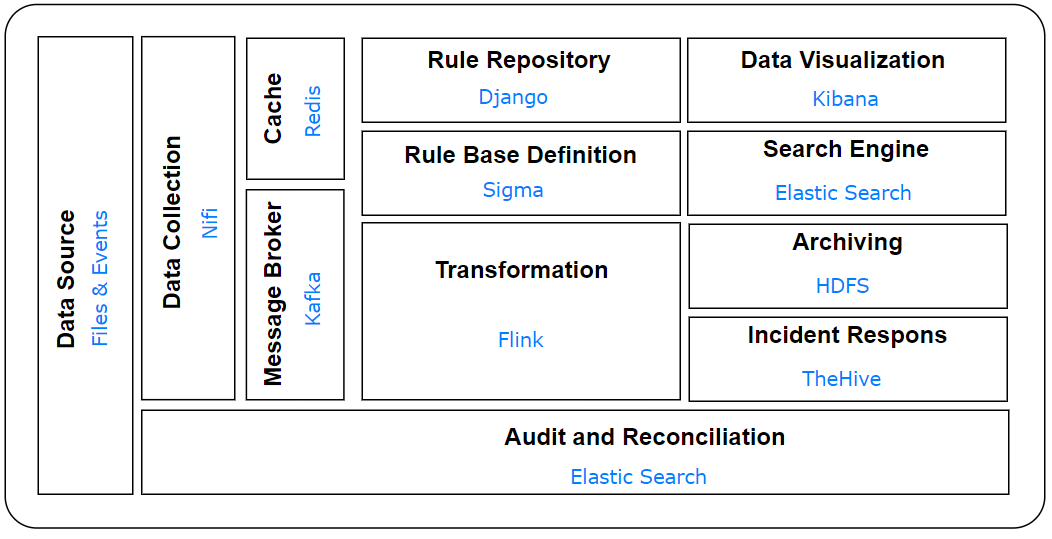 Data Source
Files & Events
Data Collection
Nifi
Cache
Redis
Message Broker
Kafka
Rule Repository
Django
Rule Base Definition
Sigma
Transformation
Flink
Data Visualization
Kibana
Search Engine
Elastic Search
Archiving
HDFS
Incident Respons
TheHive
Audit and Reconciliation
Elastic Search